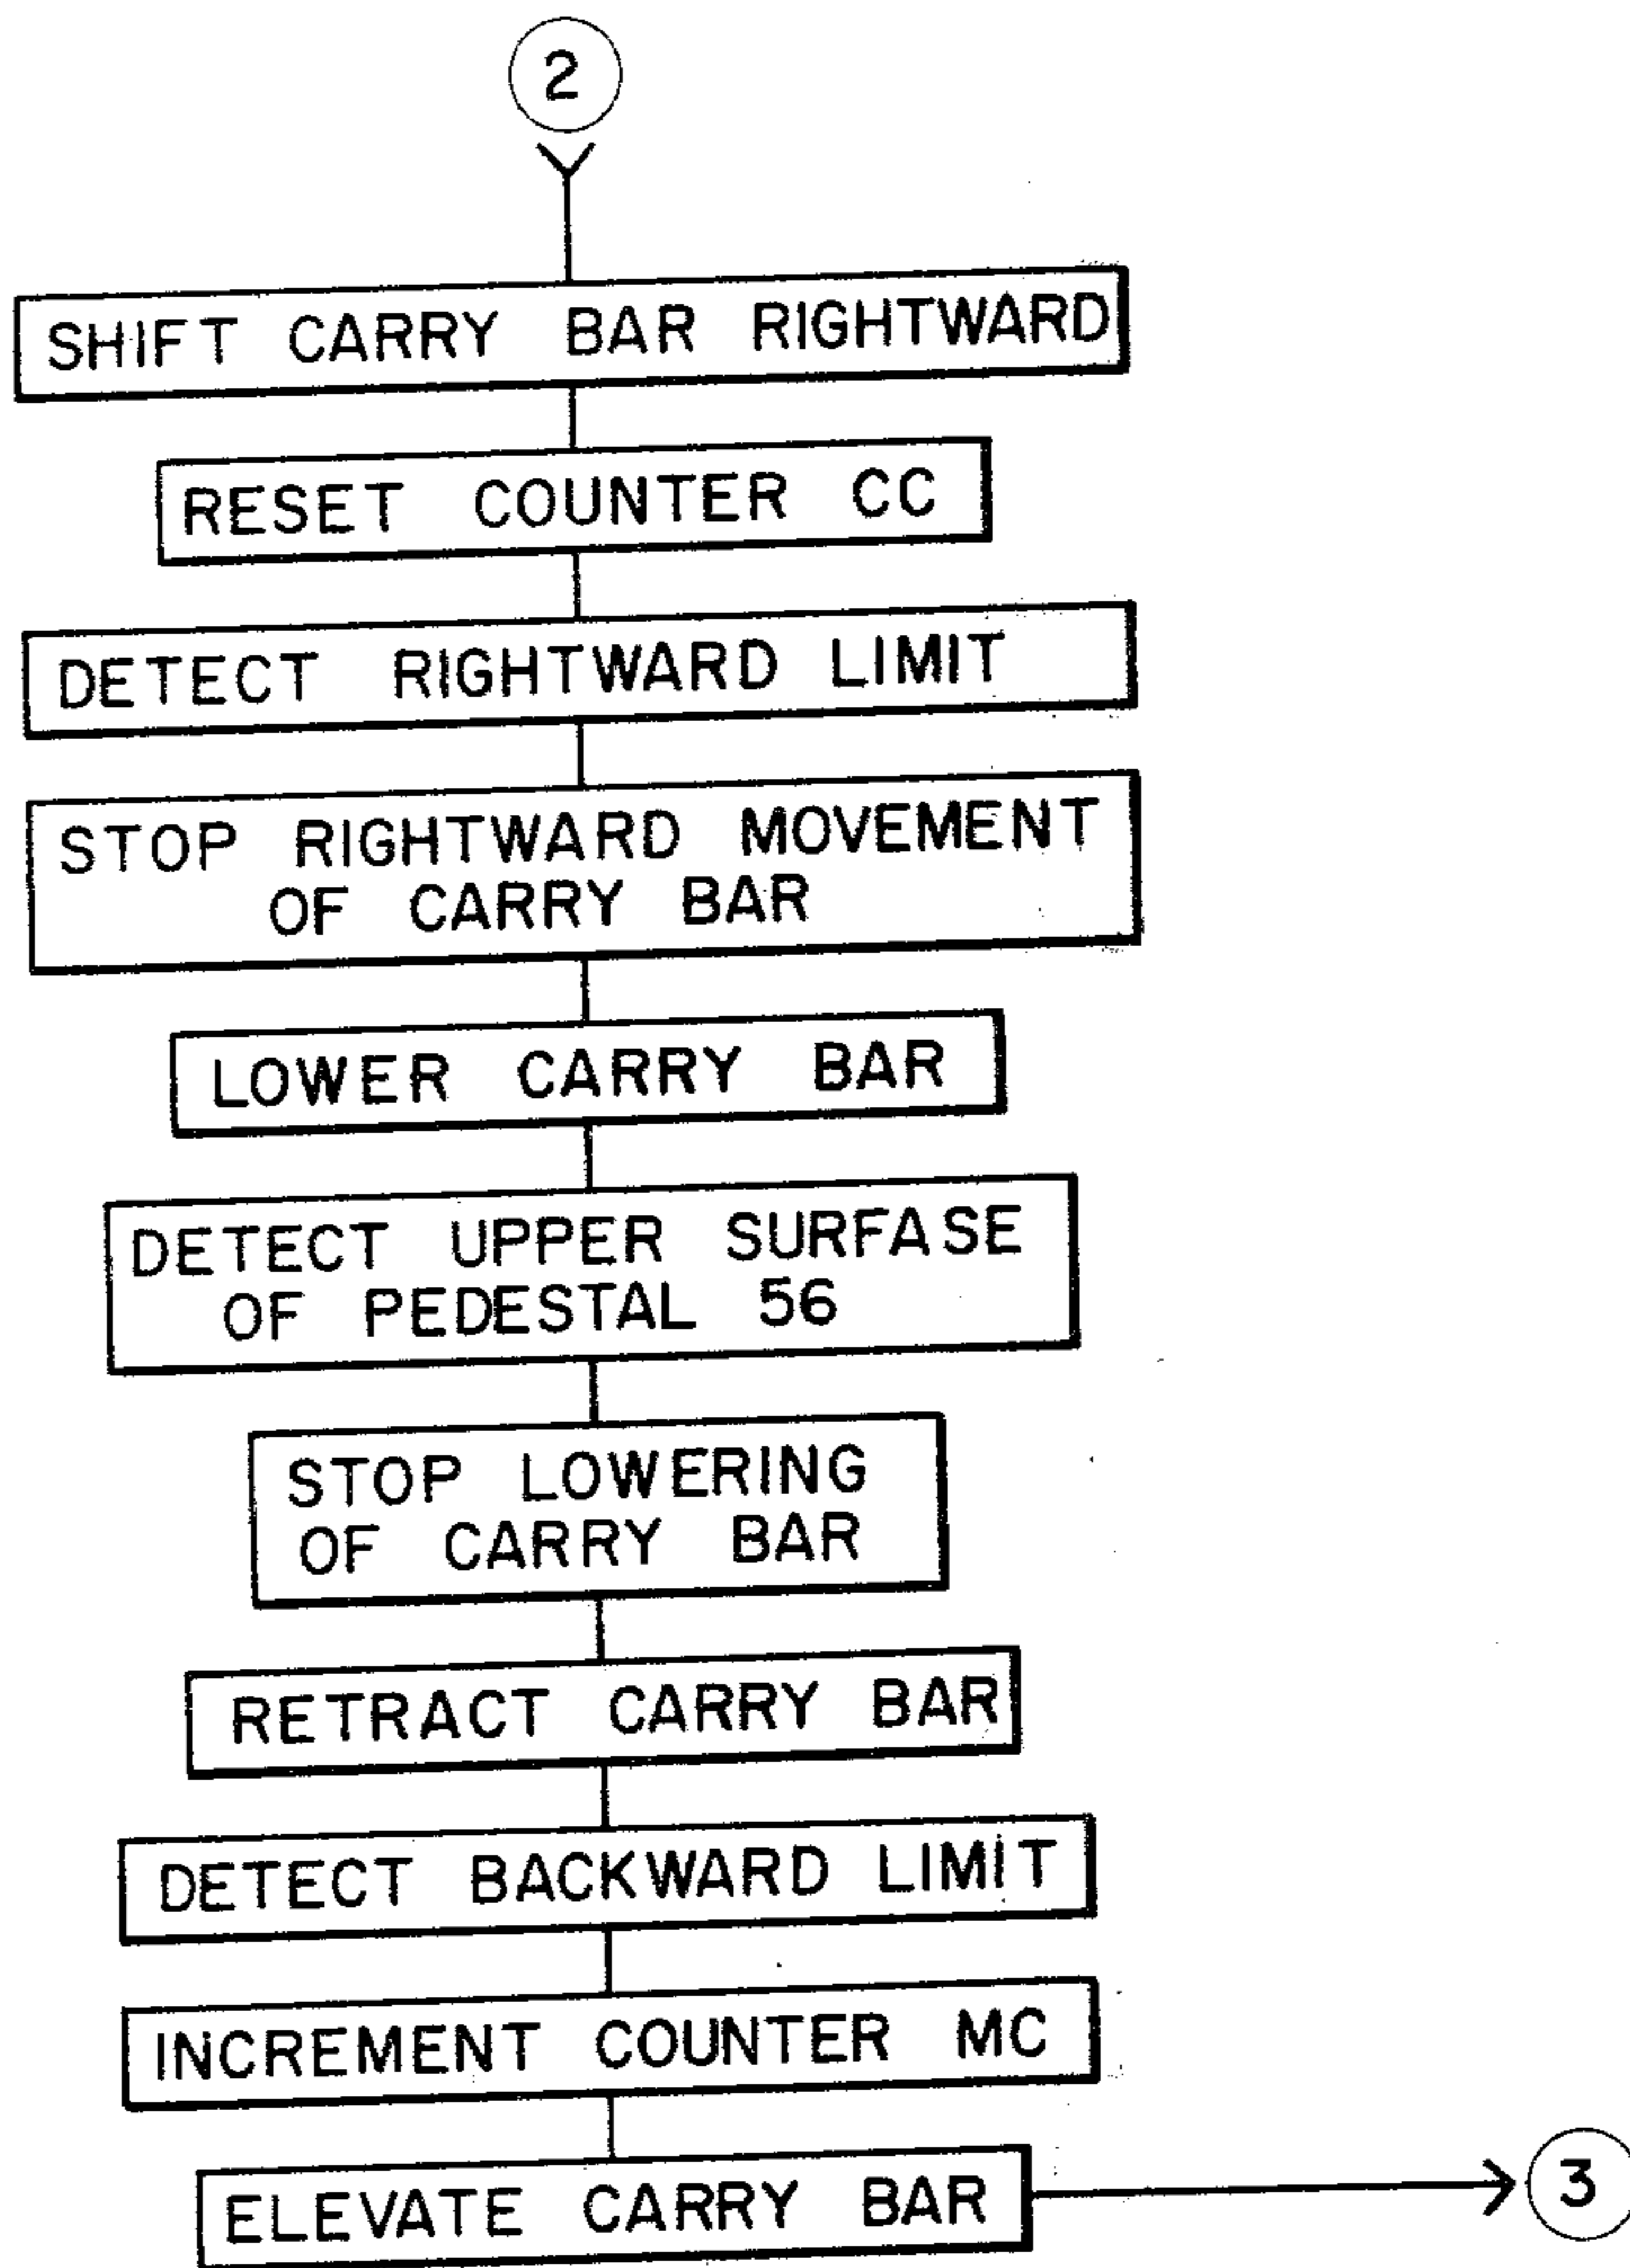 2
SHIFT CARRY BAR RIGHTWARD
RESET COUNTER CC
DETECT RIGHTWARD LIMIT
STOP RIGHTWARD MOVEMENT
OF CARRY BAR
LOWER CARRY BAR
DETECT UPPER SURFASE
OF PEDESTAL 56
STOP LOWERING
OF CARRY BAR
RETRACT CARRY BAR
DETECT BACKWARD LIMIT
INCREMENT COUNTER MC
ELEVATE CARRY BAR
3